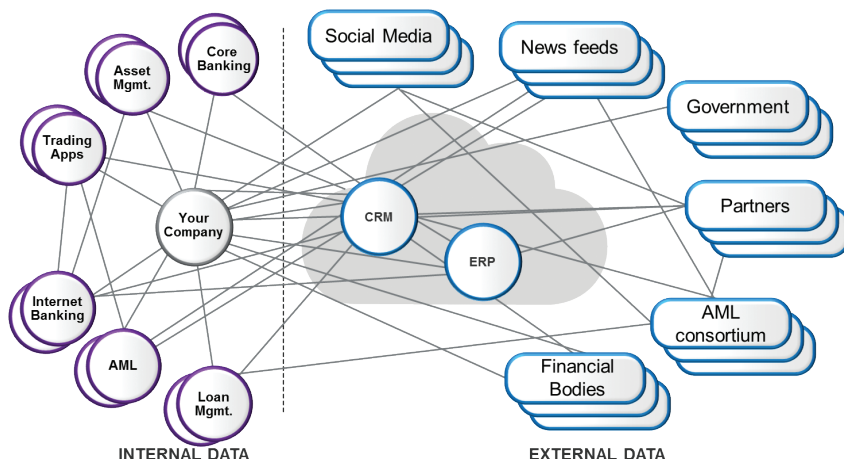 Core
Banking
Asset
Mgmt.
Trading
Apps
Your
Company
Internet
Banking
AML
Loan
Mgmt.
INTERNAL DATA
Social Media
News feeds
Government
CRM
Partners
ERP
AML
consortium
Financial
Bodies
EXTERNAL DATA